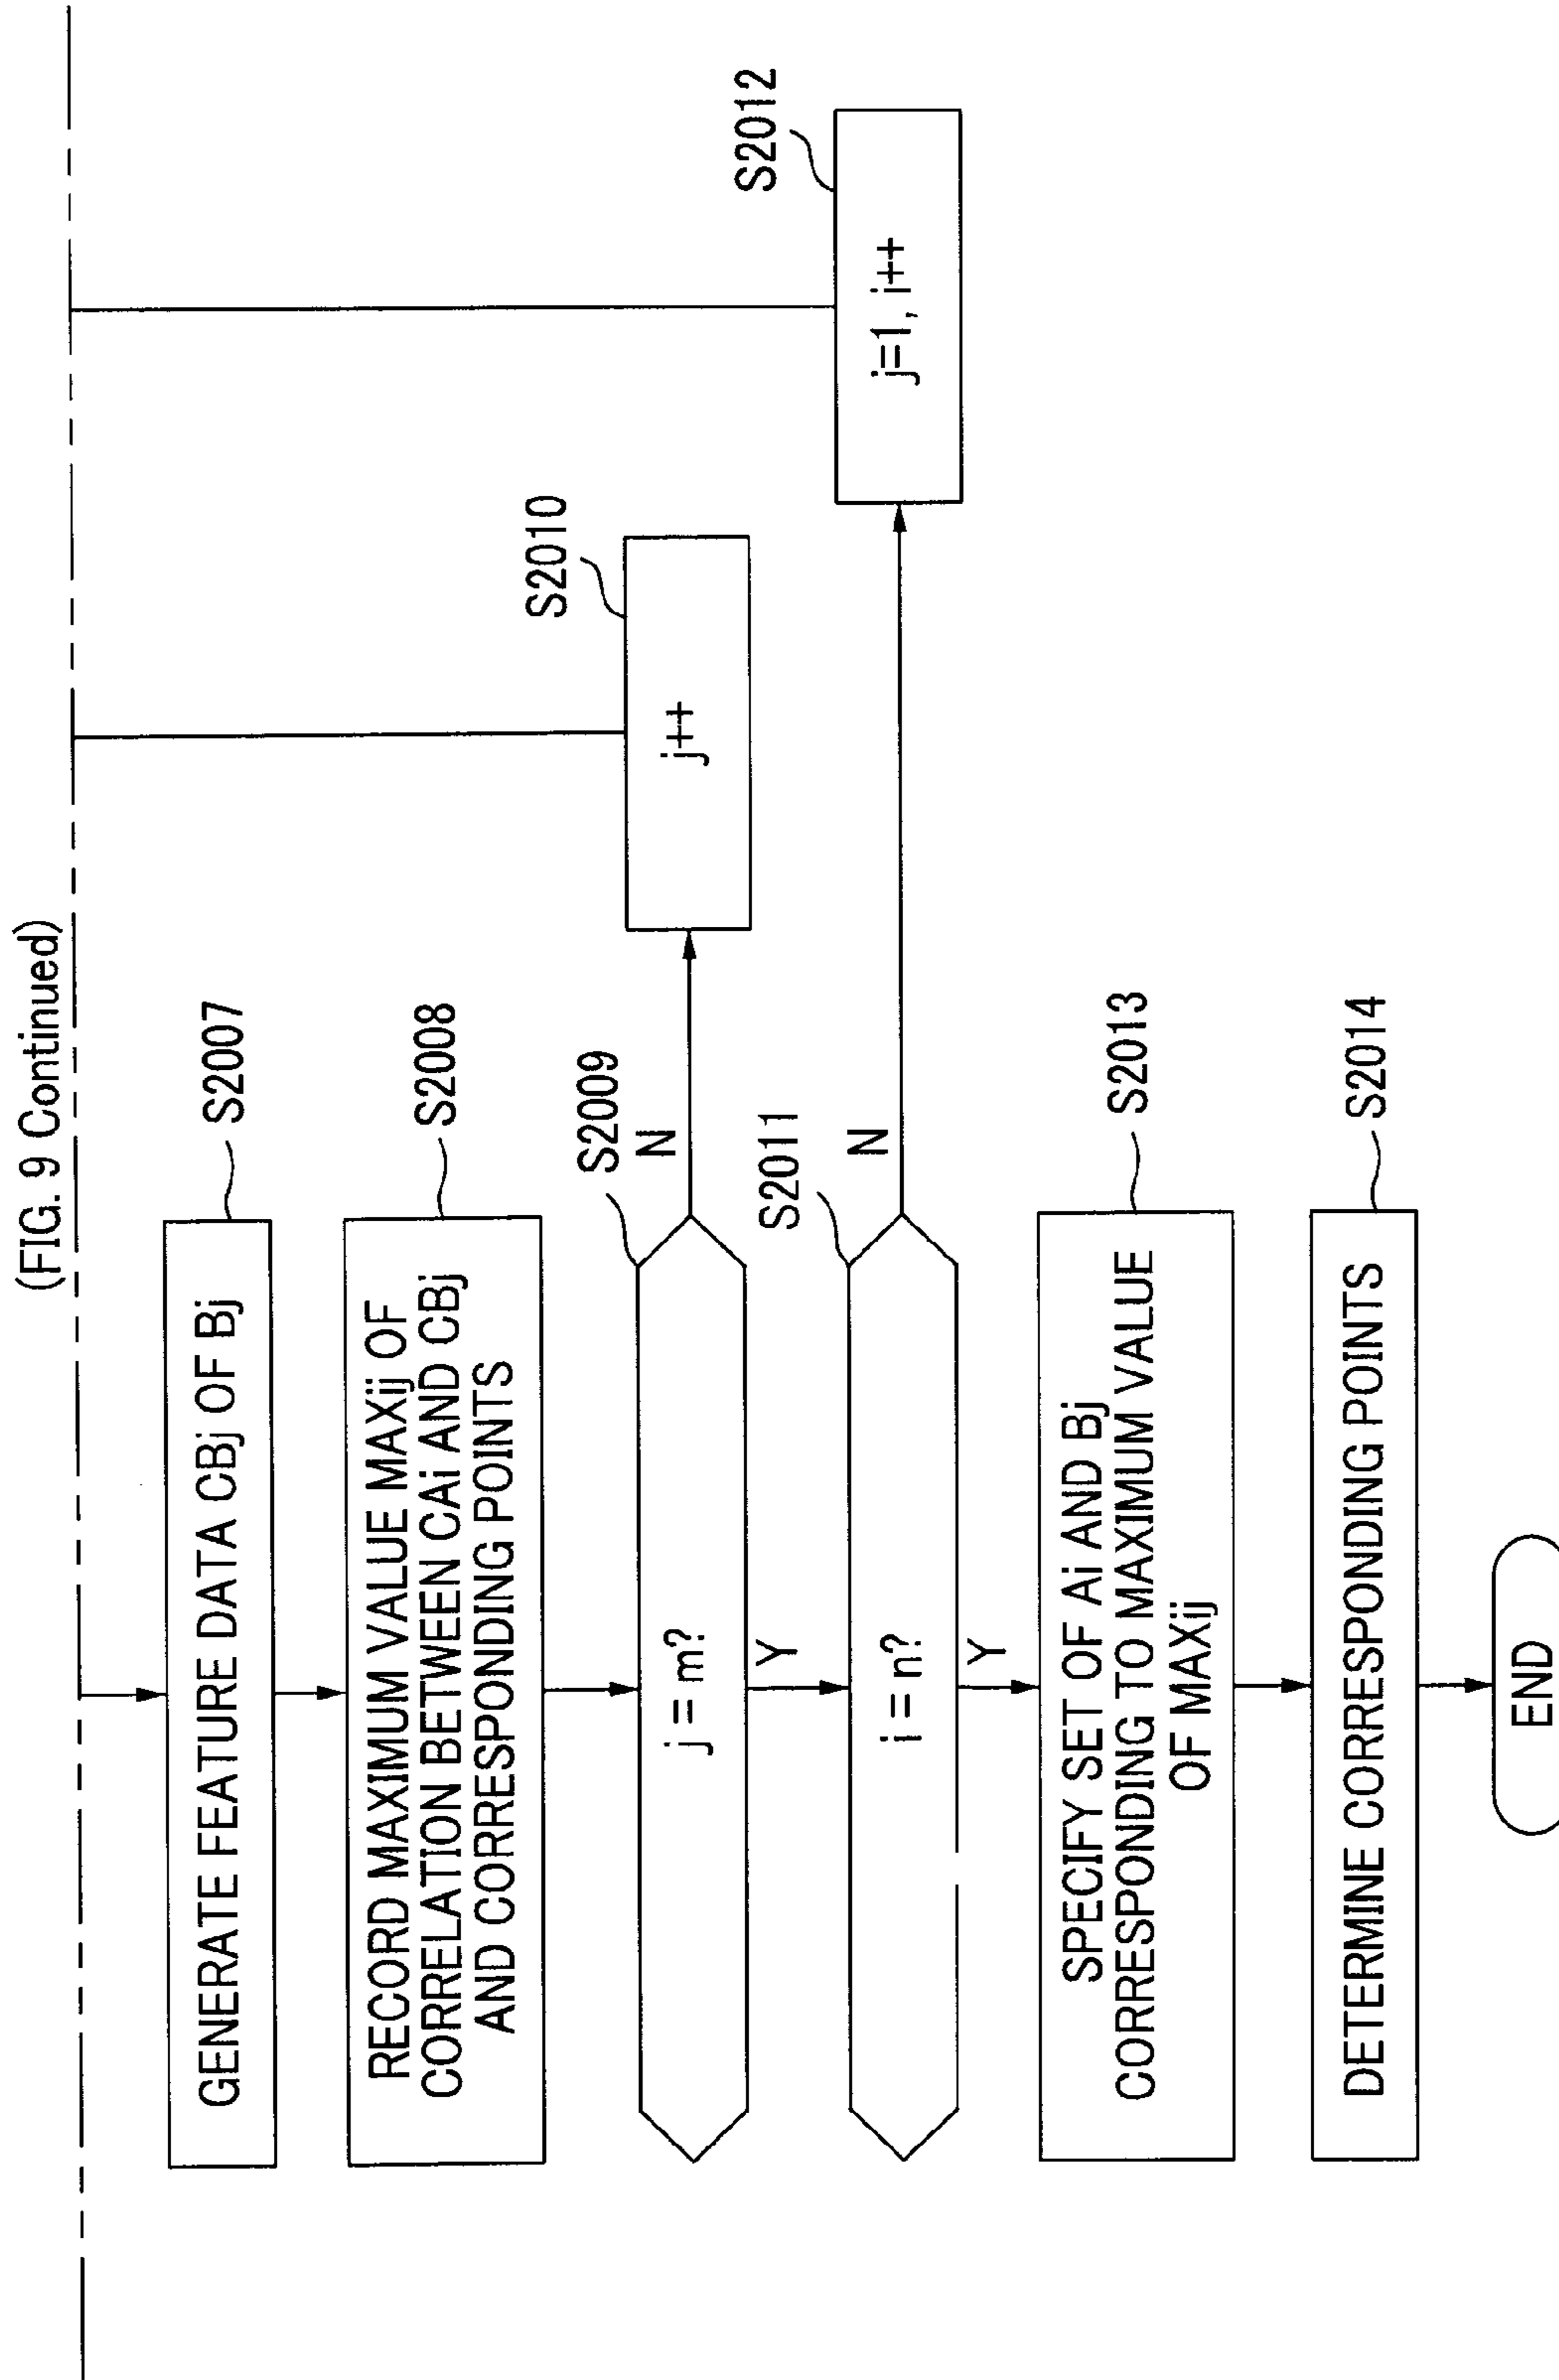 (FIG. 9 Continued)
GENERATE FEATURE DATA CBj OF Bj
S2007
RECORD MAXIMUM VALUE MAXij OF
CORRELATION BETWEEN CAi AND CBj
AND CORRESPONDING POINTS
S2008
j = m?
S2009
N
j++
S2010
Y
i = n?
S2011
N
j=1, i++
S2012
Y
SPECIFY SET OF Ai AND Bj
CORRESPONDING TO MAXIMUM VALUE
OF MAXij
S2013
DETERMINE CORRESPONDING POINTS
S2014
END